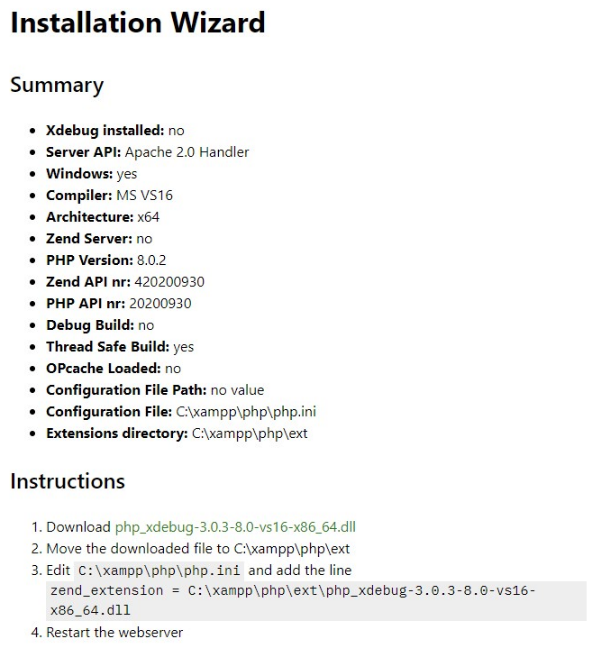 Installation Wizard
Summary
• Xdebug installed: no
• Server API: Apache 2.0 Handler
• Windows: yes
• Compiler: MS VS16
• Architecture: x64
• Zend Server: no
• PHP Version: 8.0.2
• Zend API nr: 420200930
• PHP API nr: 20200930
• Debug Build: no
• Thread Safe Build: yes
• OPcache Loaded: no
• Configuration File Path: no value
• Configuration File: C:\xampp\php\php.ini
• Extensions directory: C:\xampp\php\ext
Instructions
1. Download php_xdebug-3.0.3-8.0-vs16-x86_64.dll
2. Move the downloaded file to C:\xampp\php\ext
3. Edit C:\xampp\php\php.ini and add the line
zend_extension = C:\xampp\php\ext\php_xdebug-3.0.3-8.0-vs16-
x86_64.dll
4. Restart the webserver